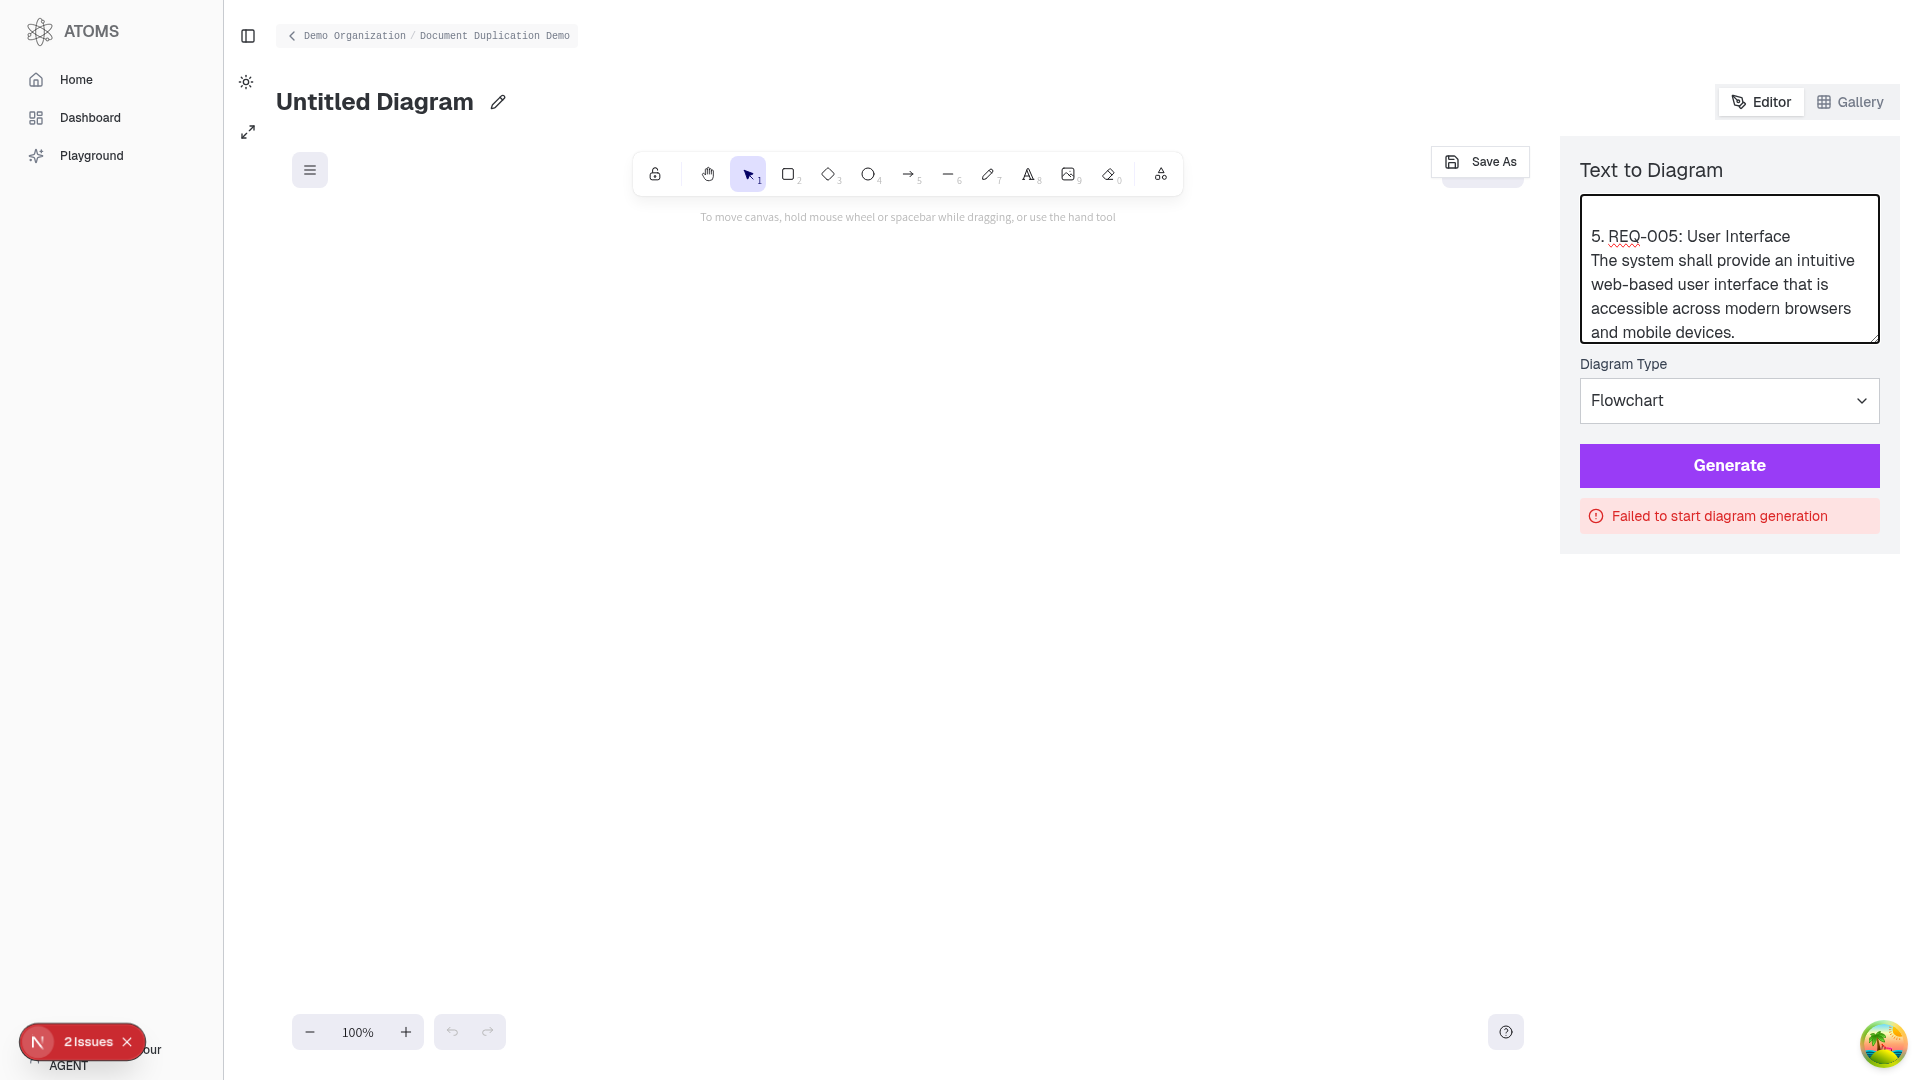 ATOMS
Home
Dashboard
Playground
Demo Organization / Document Duplication Demo
Untitled Diagram
Editor
Gallery
1
2
3
4
5
6
7
8
9
0
Save As
To move canvas, hold mouse wheel or spacebar while dragging, or use the hand tool
Text to Diagram
5. REQ-005: User Interface
The system shall provide an intuitive
web-based user interface that is
accessible across modern browsers
and mobile devices.
Diagram Type
Flowchart
Generate
Failed to start diagram generation
100%
N
2 Issues
our
AGENT